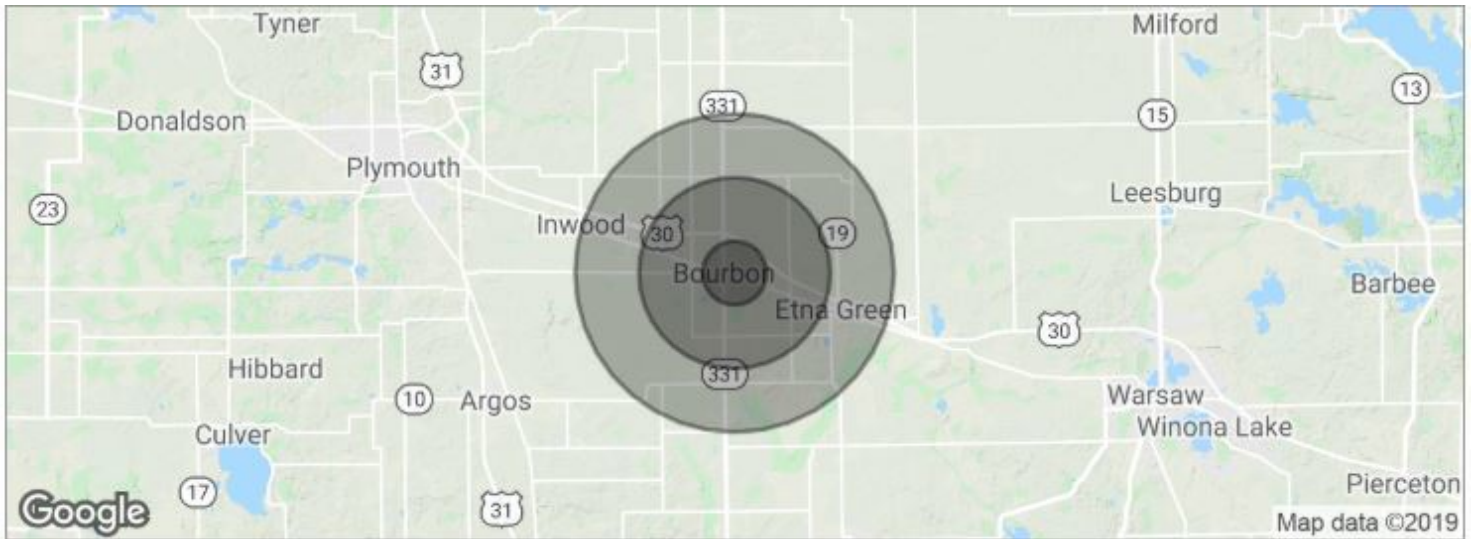 Tyner
Milford
31
13
331
15
Donaldson
Plymouth
Leesburg
23
Inwood
30
19
Bourbon
Barbee
Etna Green
30
Hibbard
331
10
Argos
Warsaw
Culver
Winona Lake
17
Pierceton
31
Google
Map data ©2019